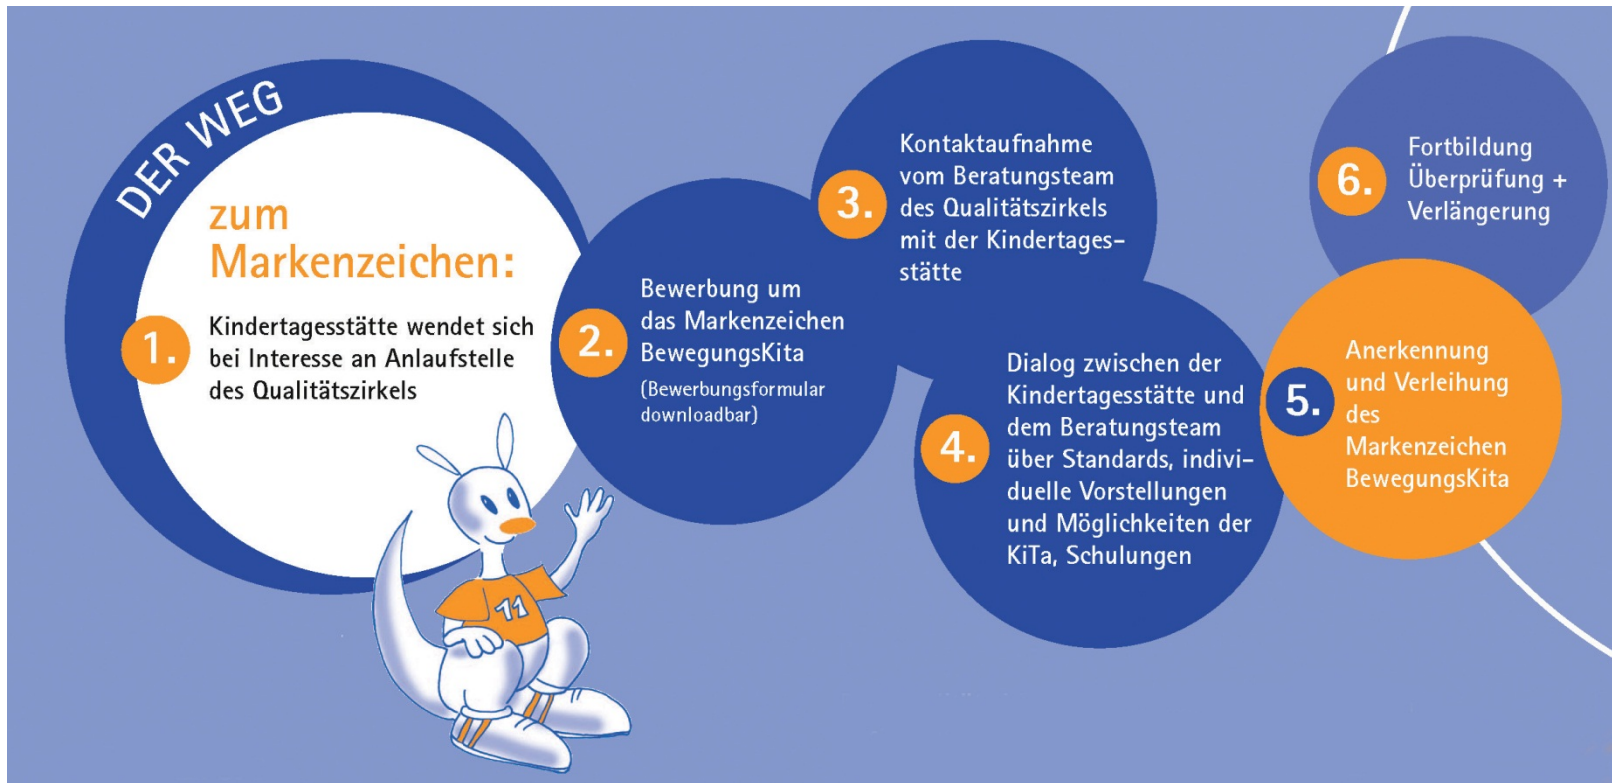 DER WEG
zum
Markenzeichen:
1.
Kindertagesstätte wendet sich
bei Interesse an Anlaufstelle
des Qualitätszirkels
2.
Bewerbung um
das Markenzeichen
BewegungsKita
(Bewerbungsformular
downloadbar)
3.
Kontaktaufnahme
vom Beratungsteam
des Qualitätszirkels
mit der Kindertages-
stätte
4.
Dialog zwischen der
Kindertagesstätte und
dem Beratungsteam
über Standards, indivi-
duelle Vorstellungen
und Möglichkeiten der
KiTa, Schulungen
5.
Anerkennung
und Verleihung
des
Markenzeichen
BewegungsKita
6.
Fortbildung
Überprüfung +
Verlängerung
11